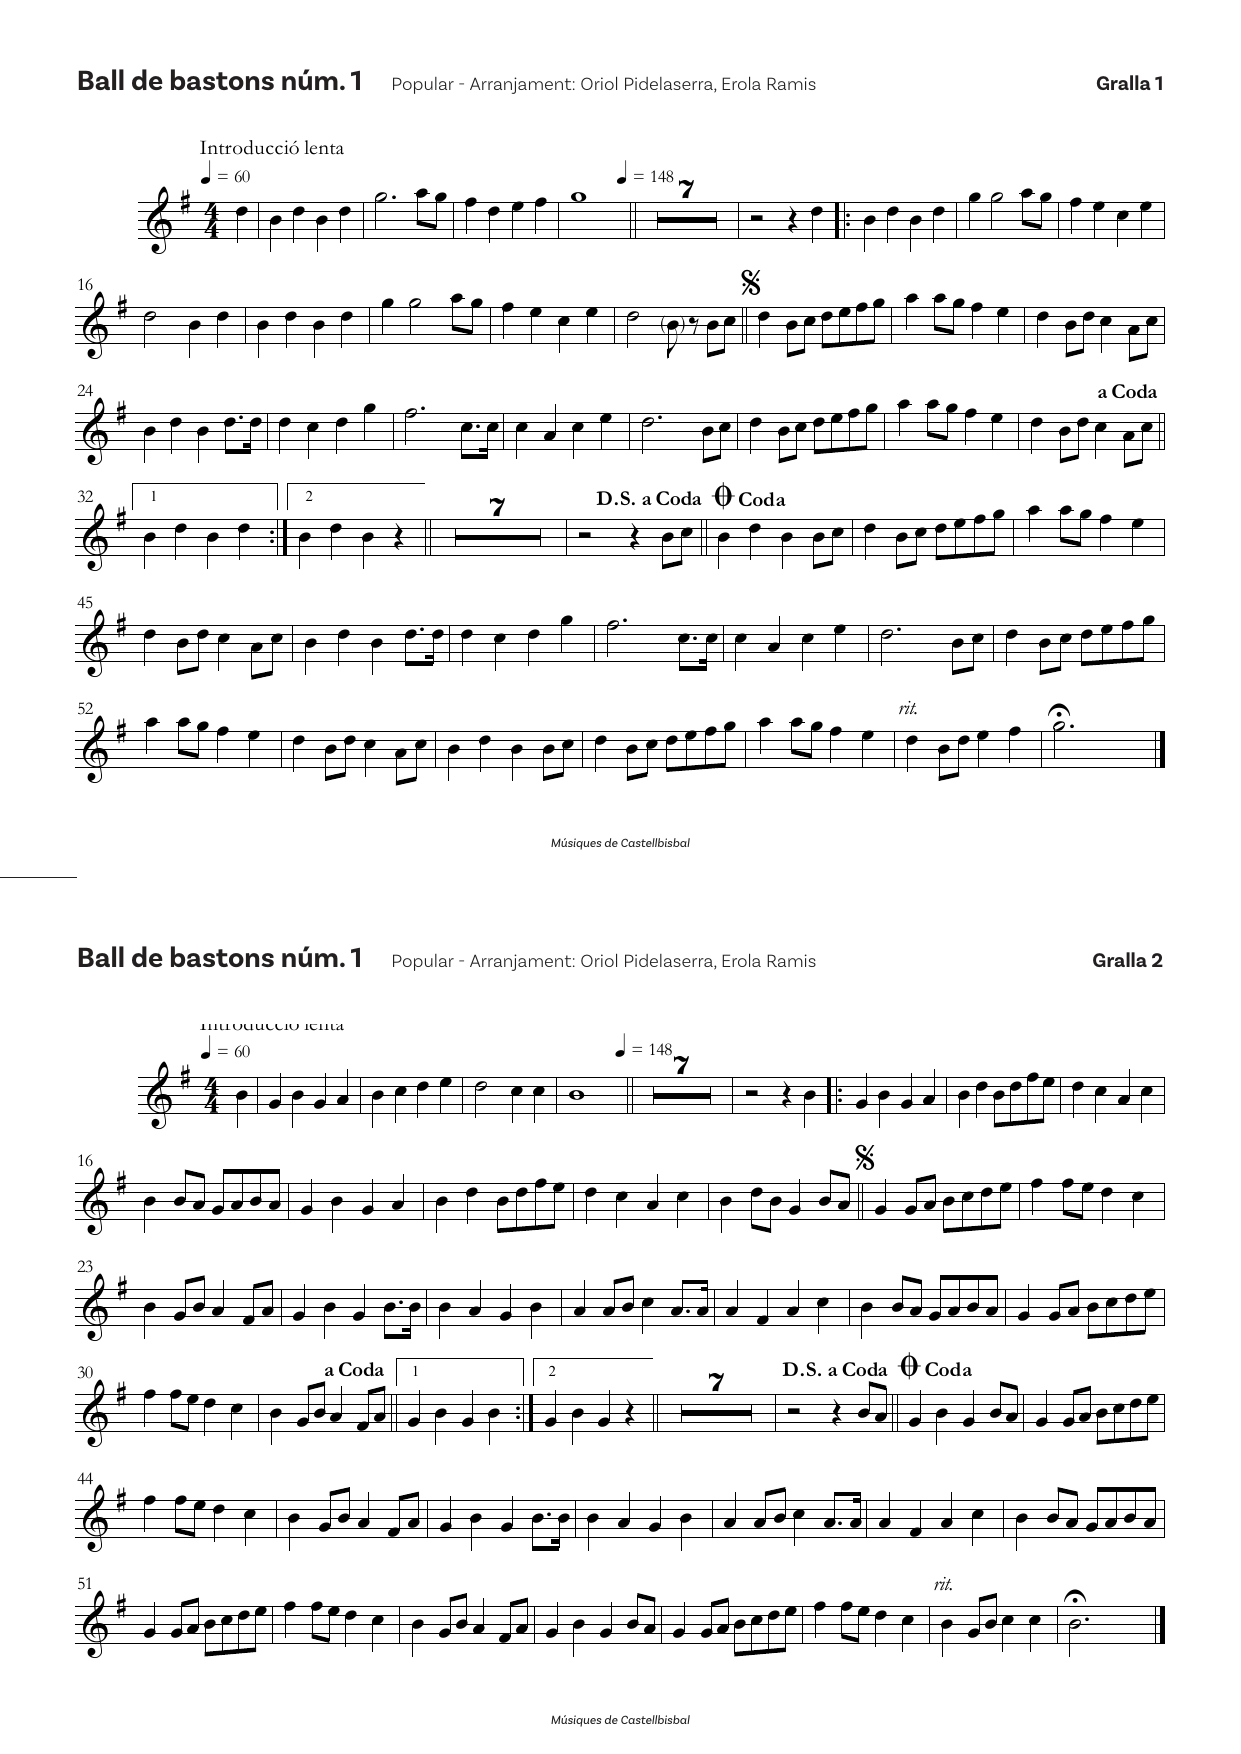 Ball de bastons núm. 1 Popular - Arranjament: Oriol Pidelaserra, Erola Ramis Gralla 1
Introducció lenta
= 60 = 148 7
16
24 a Coda
32 1 2 7 D.S. a Coda Coda
45
52 rit.
Músiques de Castellbisbal
Ball de bastons núm. 1 Popular - Arranjament: Oriol Pidelaserra, Erola Ramis Gralla 2
Introducció lenta
= 60 = 148 7
16
23
30 a Coda 1 2 7 D.S. a Coda Coda
44
51 rit.
Músiques de Castellbisbal